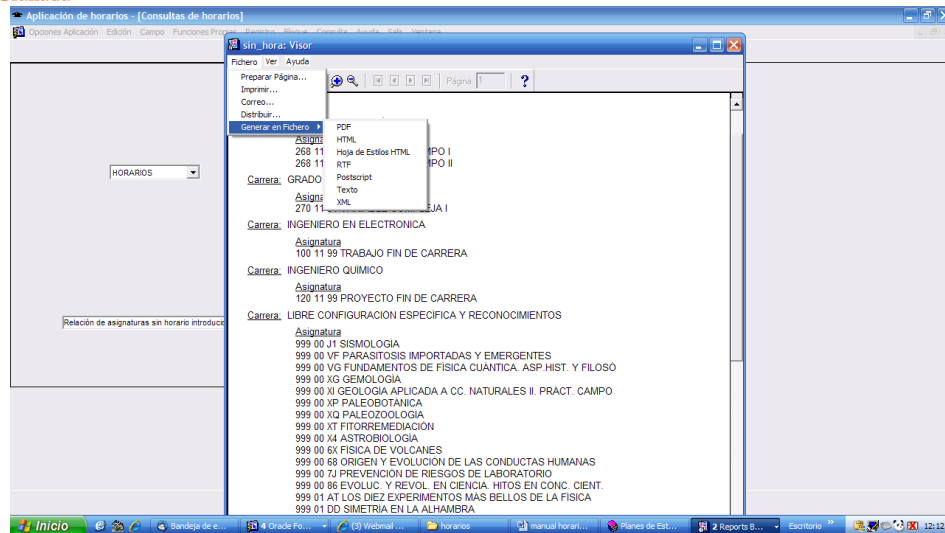 Aplicación de horarios - [Consultas de horarios]
Opciones Aplicación Edición Campo Funciones Propias Registro Bloque Consulta Ayuda Salir Ventana
sin_hora: Visor
Fichero Ver Ayuda
Página: 1
?
Preparar Página...
Imprimir...
Correo...
Distribuir...
Generar en Fichero
PDF
HTML
Hoja de Estilos HTML
RTF
Postscript
Texto
XML
HORARIOS
Relación de asignaturas sin horario introducid
268 11
MPO I
268 11
MPO II
Carrera: GRADO
270 11
EJA I
Carrera: INGENIERO EN ELECTRONICA
Asignatura
100 11 99 TRABAJO FIN DE CARRERA
Carrera: INGENIERO QUÍMICO
Asignatura
120 11 99 PROYECTO FIN DE CARRERA
Carrera: LIBRE CONFIGURACIÓN ESPECÍFICA Y RECONOCIMIENTOS
Asignatura
999 00 J1 SISMOLOGÍA
999 00 VF PARASITOSIS IMPORTADAS Y EMERGENTES
999 00 VG FUNDAMENTOS DE FÍSICA CUÁNTICA. ASP.HIST. Y FILOSÓ
999 00 XG GEMOLOGÍA
999 00 XI GEOLOGÍA APLICADA A CC. NATURALES II. PRÁCT. CAMPO
999 00 XP PALEOBOTÁNICA
999 00 XQ PALEOZOOLOGÍA
999 00 XT FITORREMEDIACIÓN
999 00 X4 ASTROBIOLOGÍA
999 00 6X FÍSICA DE VOLCANES
999 00 68 ORIGEN Y EVOLUCIÓN DE LAS CONDUCTAS HUMANAS
999 00 7J PREVENCIÓN DE RIESGOS DE LABORATORIO
999 00 86 EVOLUC. Y REVOL. EN CIENCIA. HITOS EN CONC. CIENT.
999 01 AT LOS DIEZ EXPERIMENTOS MÁS BELLOS DE LA FÍSICA
999 01 DD SIMETRÍA EN LA ALHAMBRA
Inicio
Bandeja de e...
4 Oracle Fo...
(3) Webmail ...
horarios
manual horari...
Planes de Est...
2 Reports B...
Escritorio
12:12